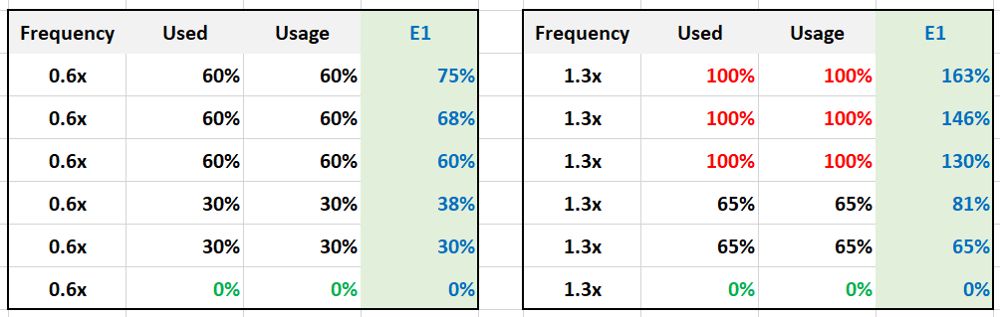 Frequency Used Usage E1 Frequency Used Usage E1
0.6x 60% 60% 75% 1.3x 100% 100% 163%
0.6x 60% 60% 68% 1.3x 100% 100% 146%
0.6x 60% 60% 60% 1.3x 100% 100% 130%
0.6x 30% 30% 38% 1.3x 65% 65% 81%
0.6x 30% 30% 30% 1.3x 65% 65% 65%
0.6x 0% 0% 0% 1.3x 0% 0% 0%